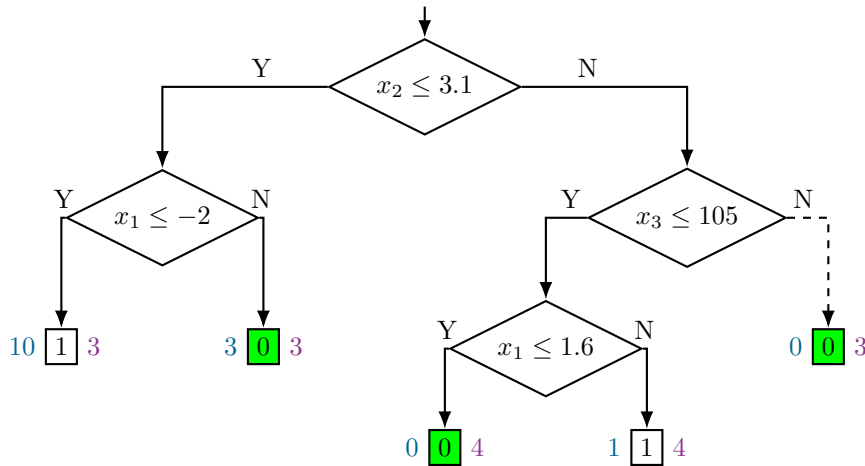 Y N
x₂ ≤ 3.1
Y N Y N
x₁ ≤ −2 x₃ ≤ 105
10 1 3 3 0 3 Y N 0 0 3
x₁ ≤ 1.6
0 0 4 1 1 4